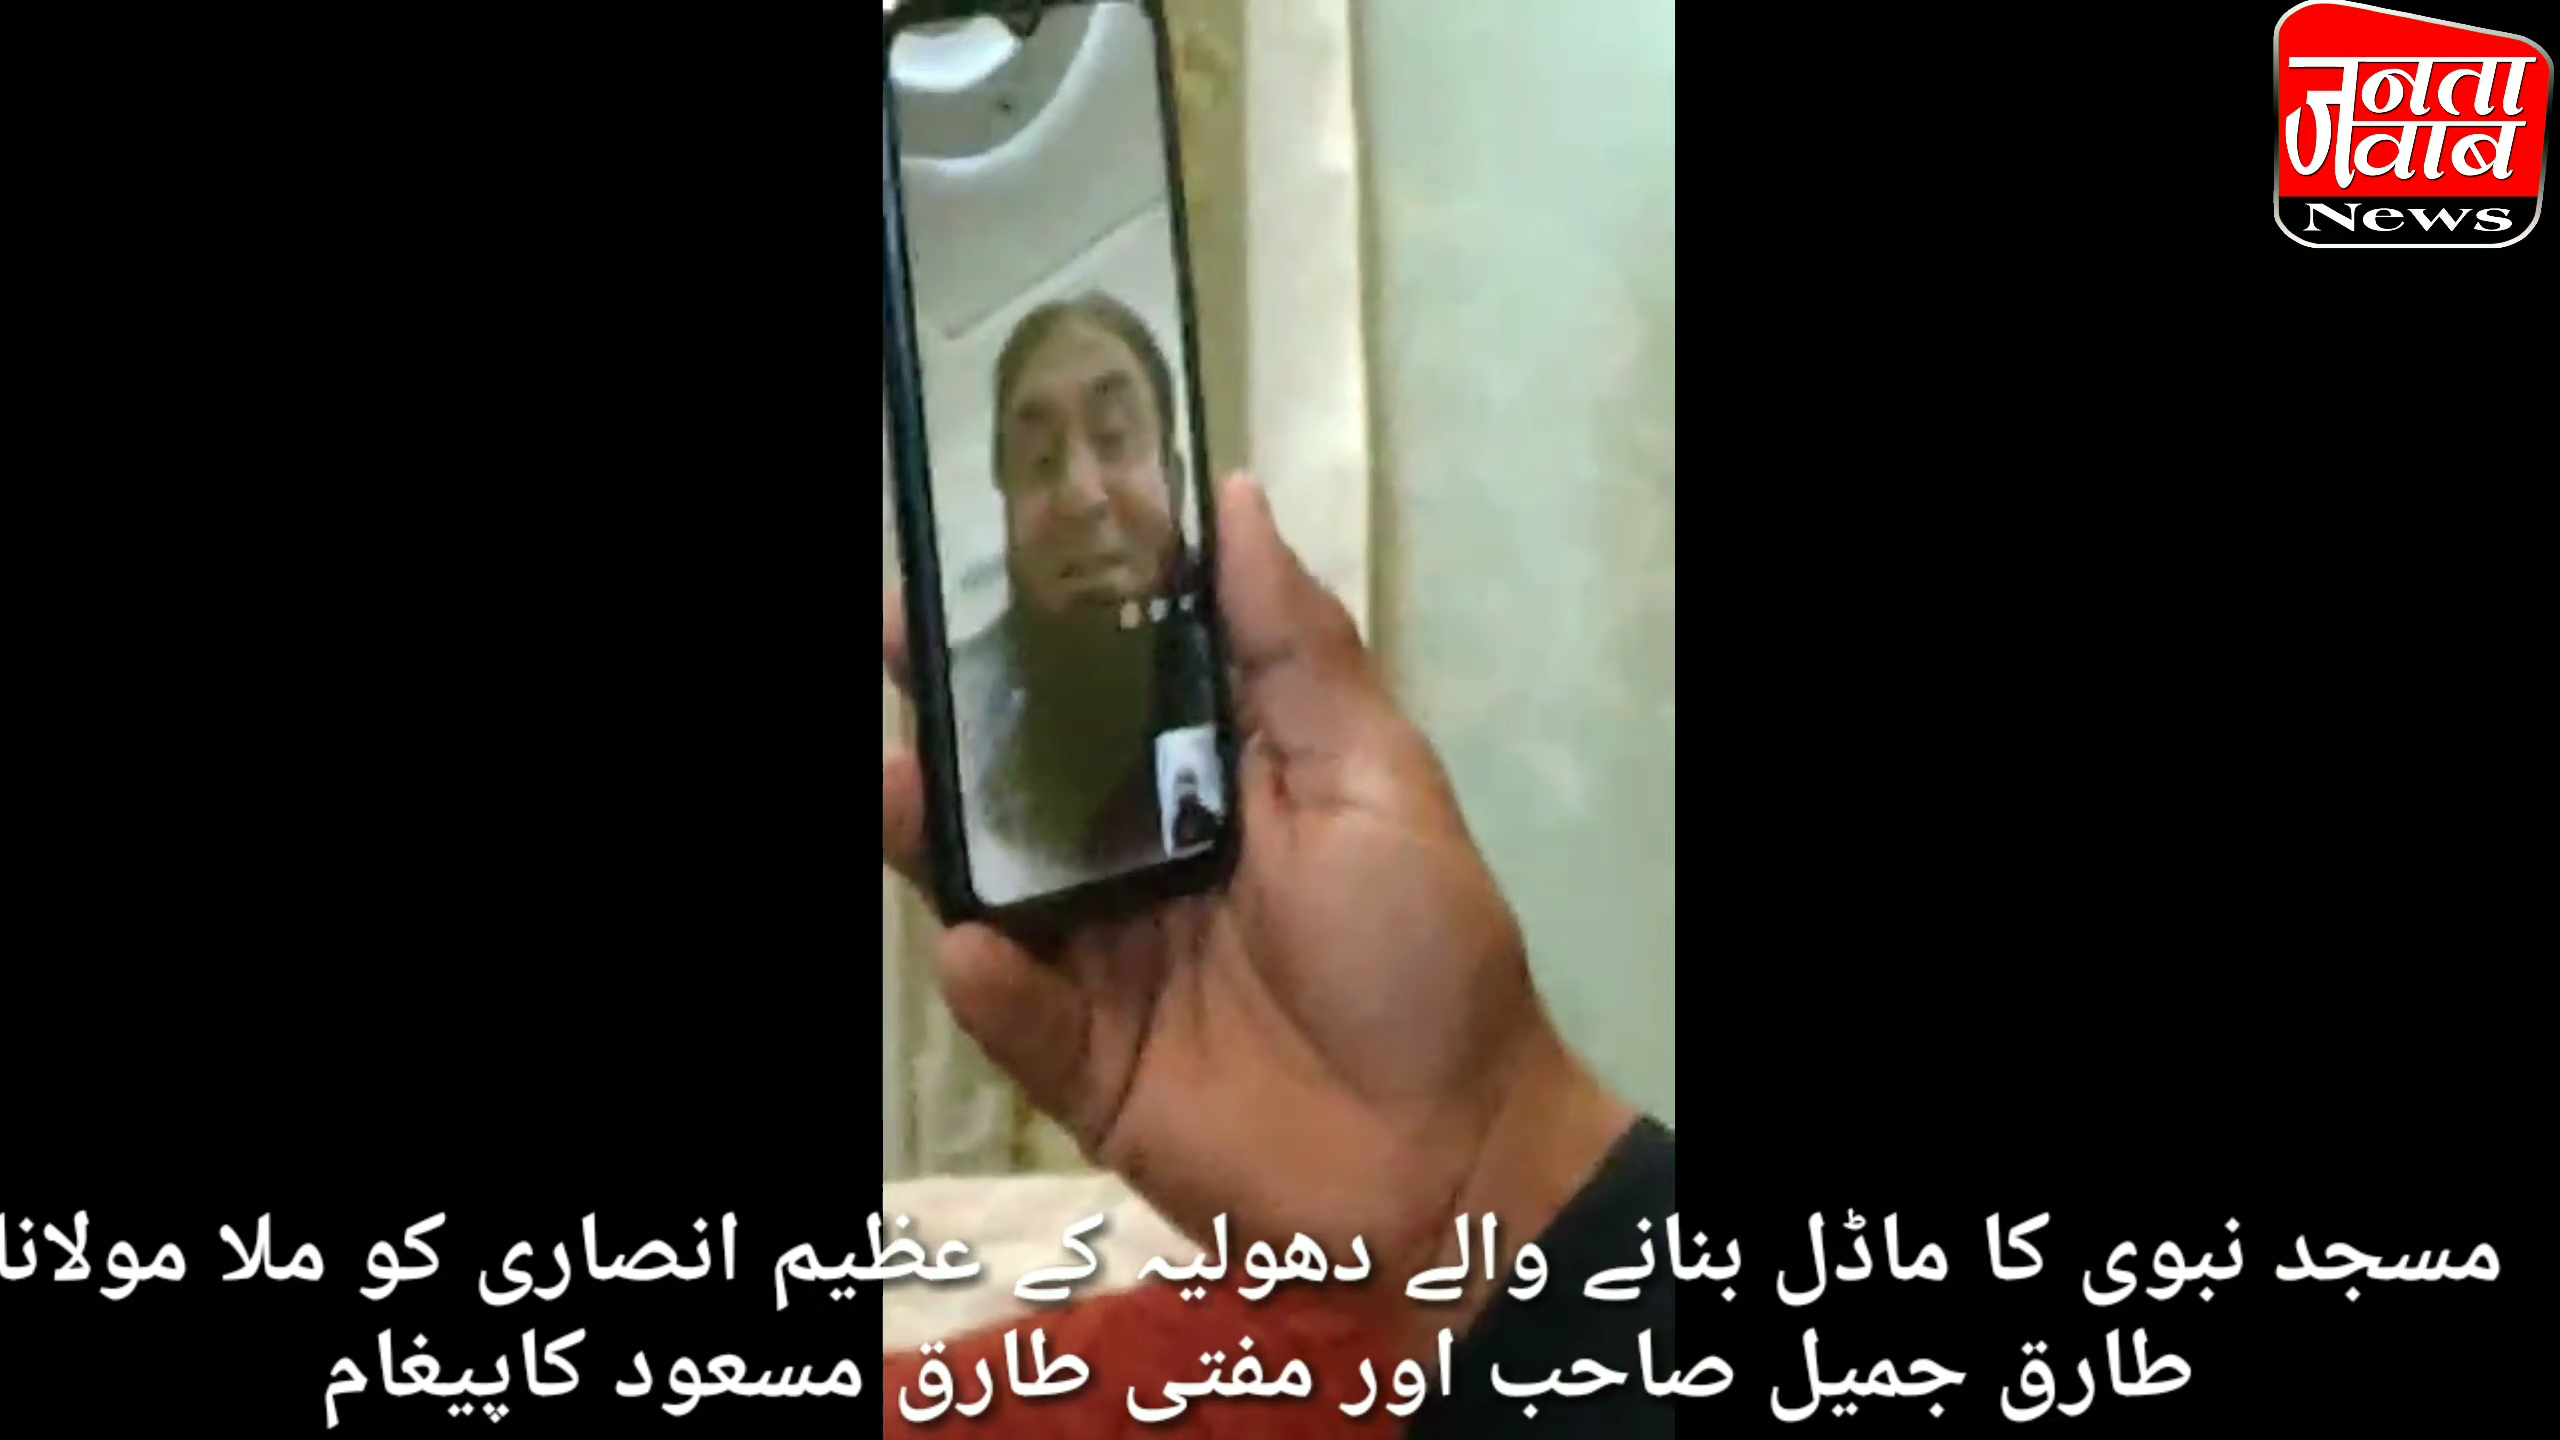 जनता
जवाब
News
مسجد نبوی کا ماڈل بنانے والے دھولیہ کے عظیم انصاری کو ملا مولانا
طارق جمیل صاحب اور مفتی طارق مسعود کاپیغام